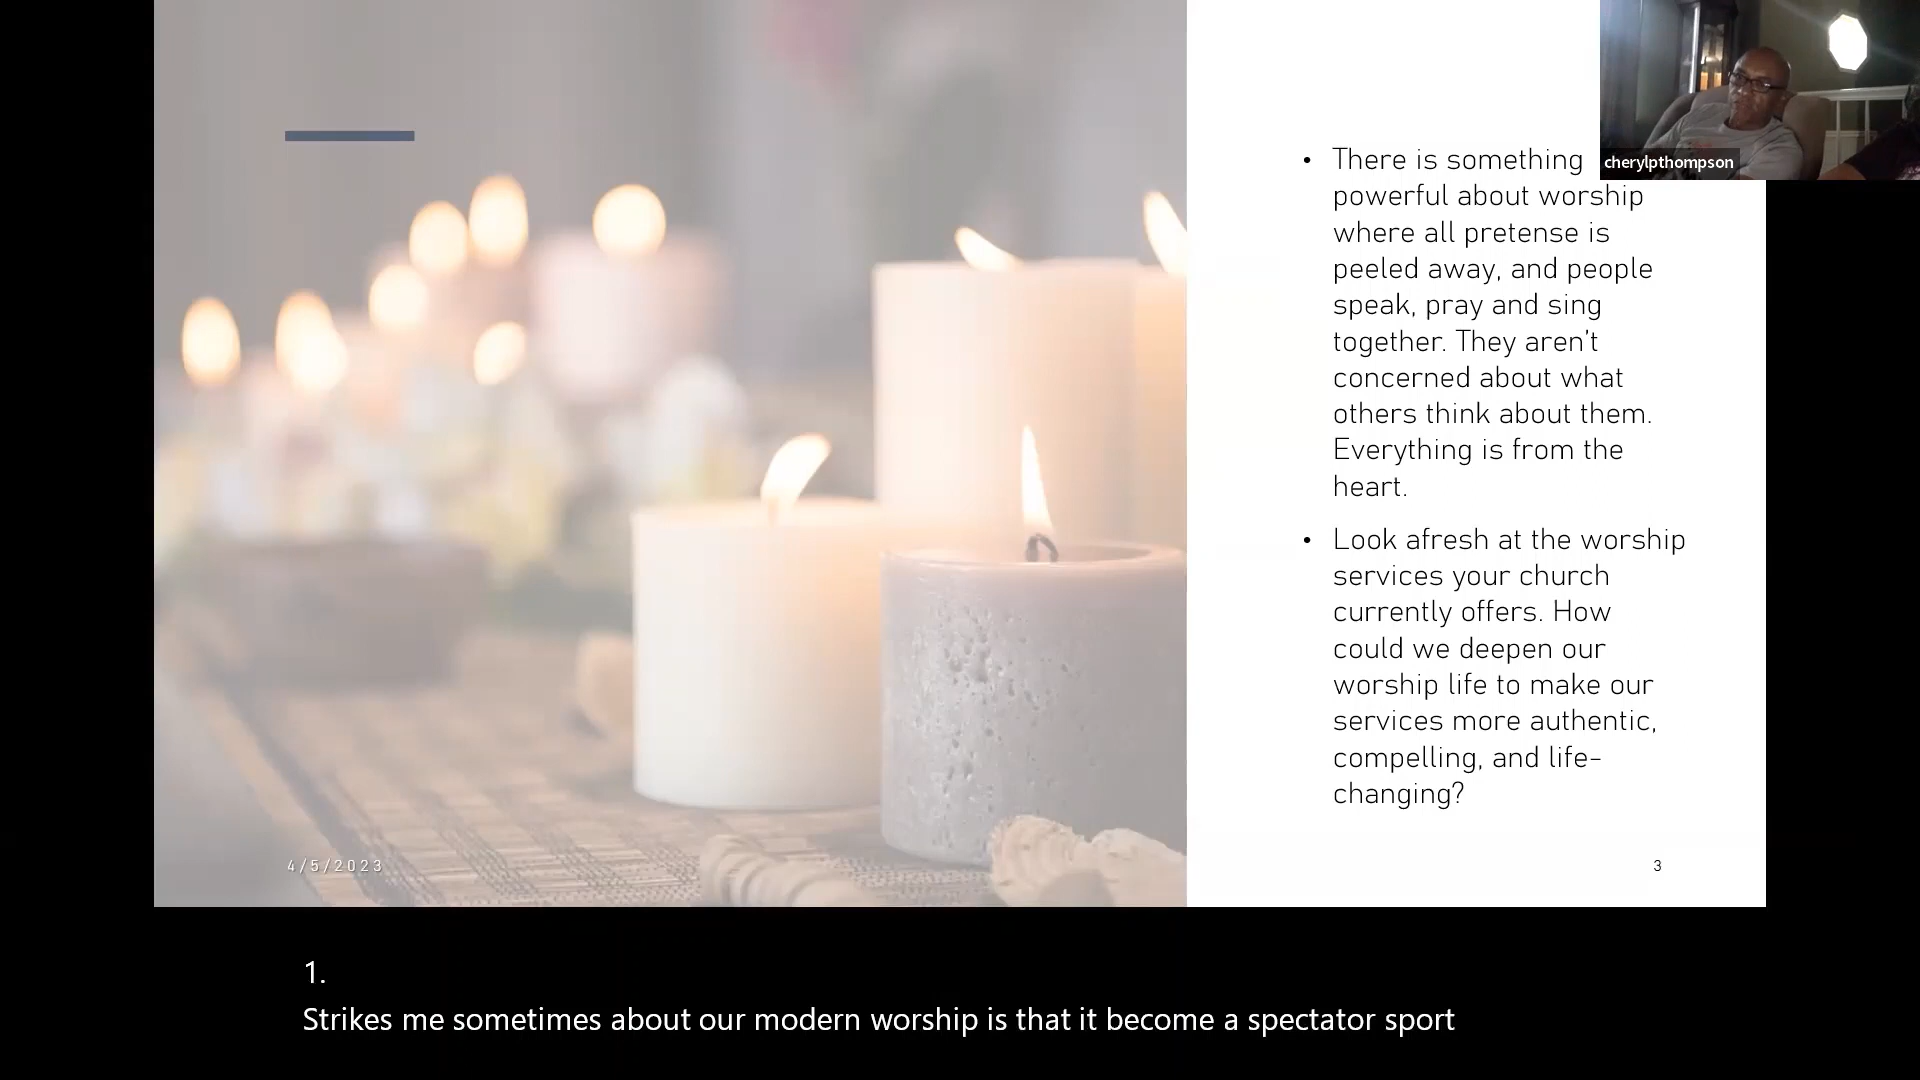 cherylpthompson
• There is something
powerful about worship
where all pretense is
peeled away, and people
speak, pray and sing
together. They aren’t
concerned about what
others think about them.
Everything is from the
heart.
• Look afresh at the worship
services your church
currently offers. How
could we deepen our
worship life to make our
services more authentic,
compelling, and life-
changing?
4/5/2023
3
1.
Strikes me sometimes about our modern worship is that it become a spectator sport